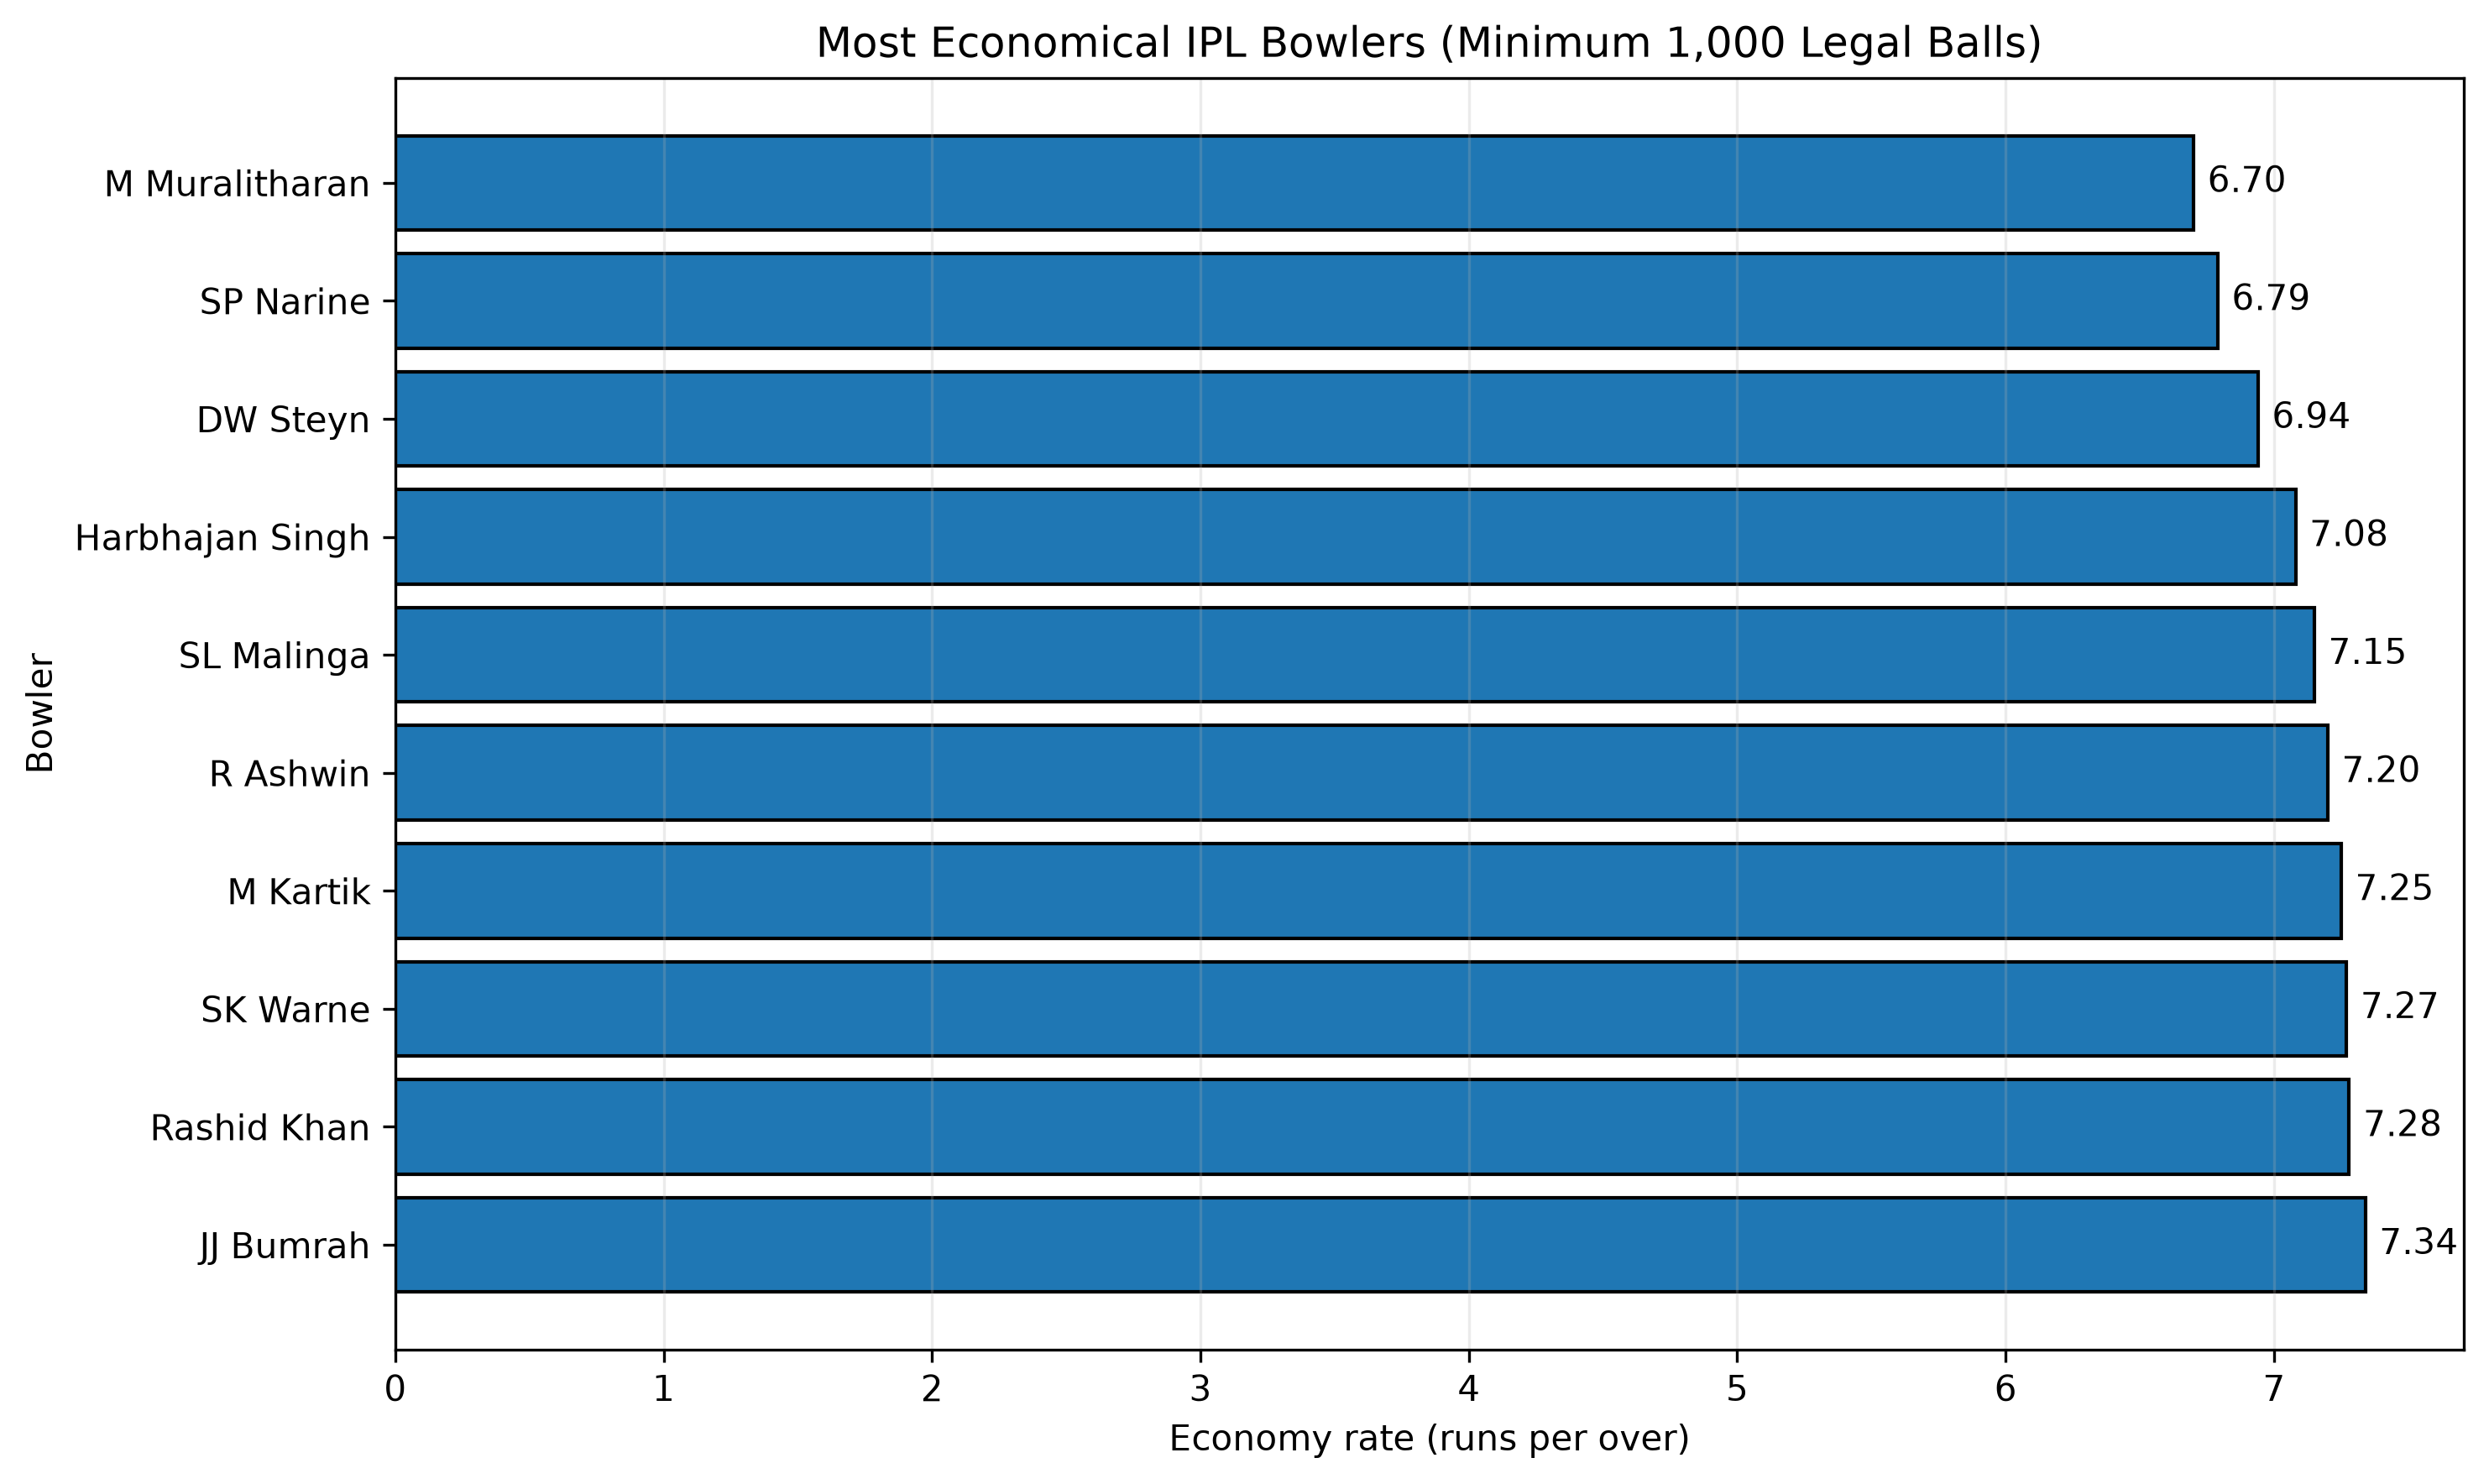 Most Economical IPL Bowlers (Minimum 1,000 Legal Balls)
Bowler
M Muralitharan 6.70
SP Narine 6.79
DW Steyn 6.94
Harbhajan Singh 7.08
SL Malinga 7.15
R Ashwin 7.20
M Kartik 7.25
SK Warne 7.27
Rashid Khan 7.28
JJ Bumrah 7.34
0 1 2 3 4 5 6 7
Economy rate (runs per over)